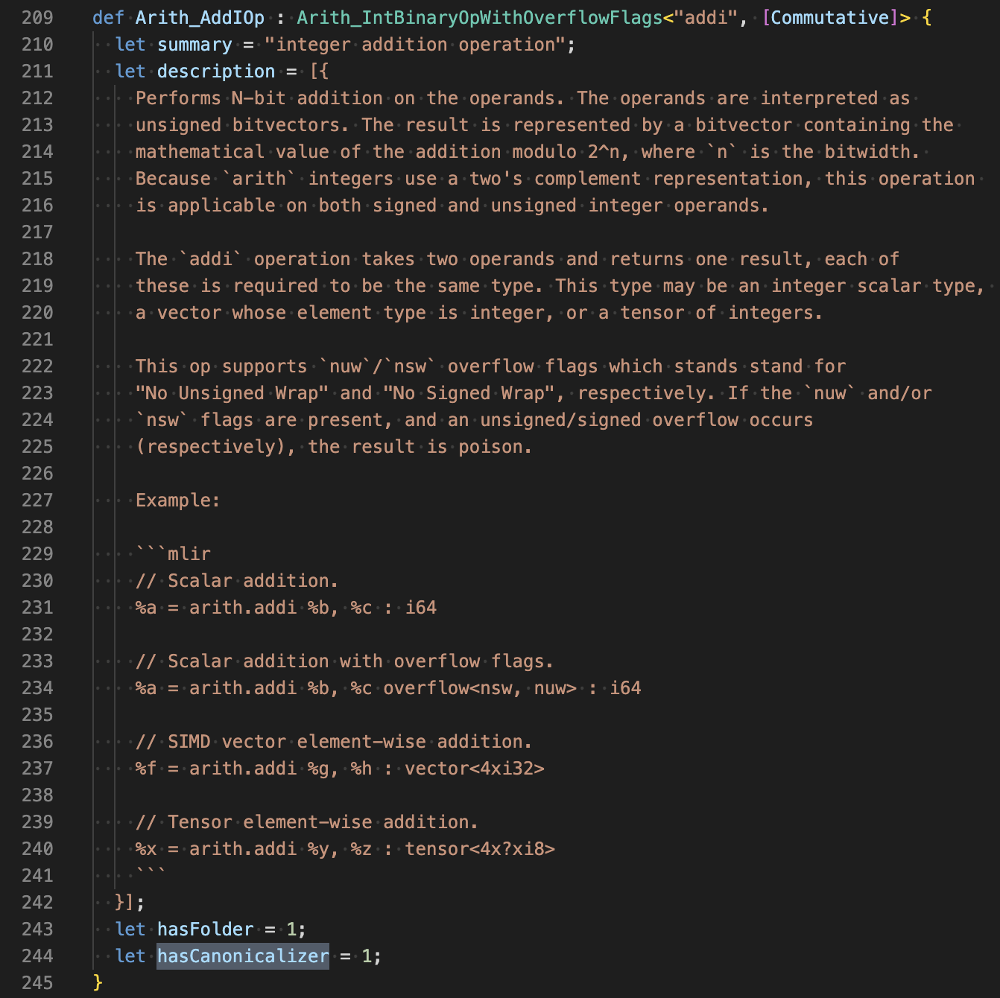 209 def Arith_AddIOp : Arith_IntBinaryOpWithOverflowFlags<"addi", [Commutative]> {
210   let summary = "integer addition operation";
211   let description = [{
212     Performs N-bit addition on the operands. The operands are interpreted as
213     unsigned bitvectors. The result is represented by a bitvector containing the
214     mathematical value of the addition modulo 2^n, where `n` is the bitwidth.
215     Because `arith` integers use a two's complement representation, this operation
216     is applicable on both signed and unsigned integer operands.
217
218     The `addi` operation takes two operands and returns one result, each of
219     these is required to be the same type. This type may be an integer scalar type,
220     a vector whose element type is integer, or a tensor of integers.
221
222     This op supports `nuw`/`nsw` overflow flags which stands stand for
223     "No Unsigned Wrap" and "No Signed Wrap", respectively. If the `nuw` and/or
224     `nsw` flags are present, and an unsigned/signed overflow occurs
225     (respectively), the result is poison.
226
227     Example:
228
229     ```mlir
230     // Scalar addition.
231     %a = arith.addi %b, %c : i64
232
233     // Scalar addition with overflow flags.
234     %a = arith.addi %b, %c overflow<nsw, nuw> : i64
235
236     // SIMD vector element-wise addition.
237     %f = arith.addi %g, %h : vector<4xi32>
238
239     // Tensor element-wise addition.
240     %x = arith.addi %y, %z : tensor<4x?xi8>
241     ```
242   }];
243   let hasFolder = 1;
244   let hasCanonicalizer = 1;
245 }